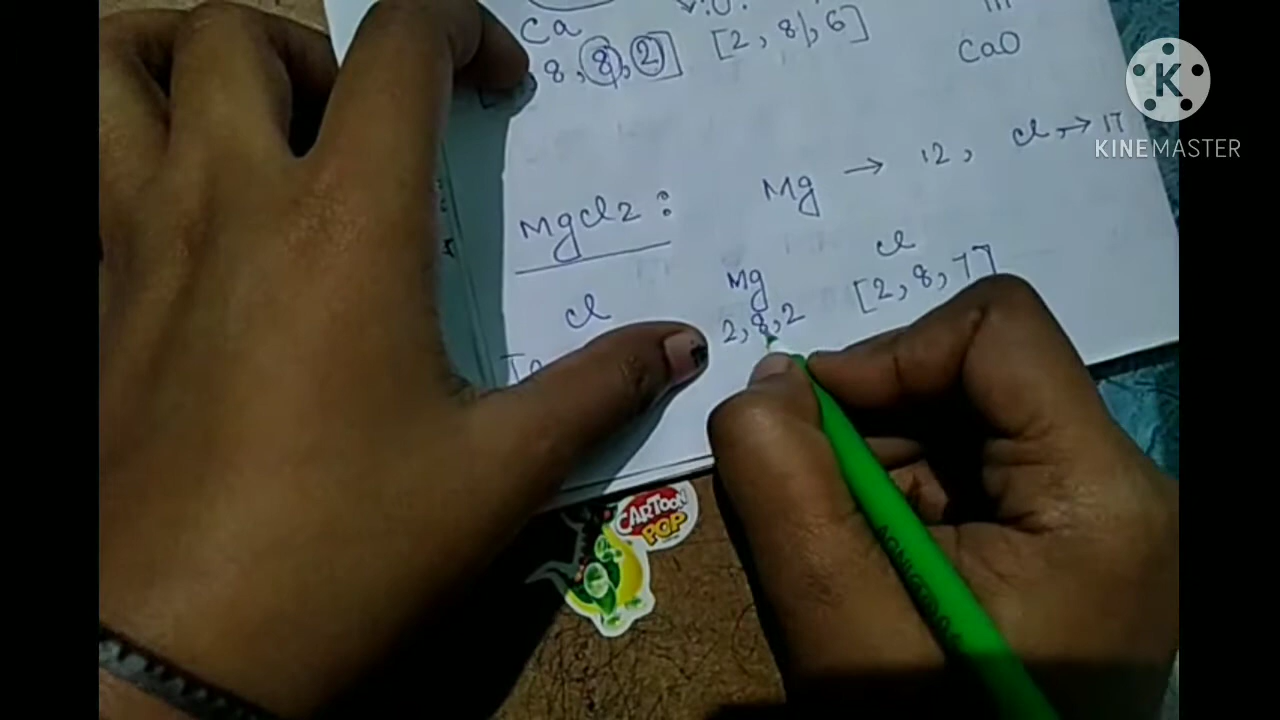 Ca
8, 8, 2] [2, 8, 6]
CaO
K
KINEMASTER
MgCl2 :
Mg → 12, Cl → 17
Cl
Mg
2, 8, 2
Cl
[2, 8, 7]
CARTOON
POP